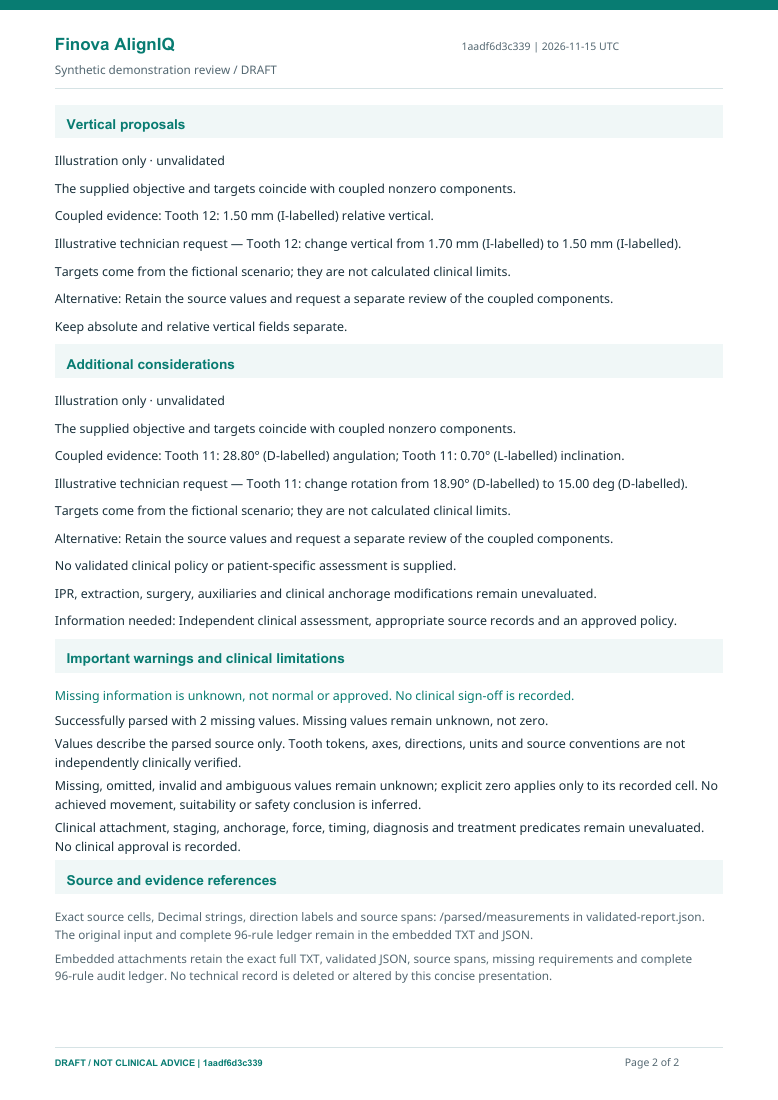 Finova AlignIQ
1aadf6d3c339 | 2026-11-15 UTC
Synthetic demonstration review / DRAFT
Vertical proposals
Illustration only · unvalidated
The supplied objective and targets coincide with coupled nonzero components.
Coupled evidence: Tooth 12: 1.50 mm (I-labelled) relative vertical.
Illustrative technician request — Tooth 12: change vertical from 1.70 mm (I-labelled) to 1.50 mm (I-labelled).
Targets come from the fictional scenario; they are not calculated clinical limits.
Alternative: Retain the source values and request a separate review of the coupled components.
Keep absolute and relative vertical fields separate.
Additional considerations
Illustration only · unvalidated
The supplied objective and targets coincide with coupled nonzero components.
Coupled evidence: Tooth 11: 28.80° (D-labelled) angulation; Tooth 11: 0.70° (L-labelled) inclination.
Illustrative technician request — Tooth 11: change rotation from 18.90° (D-labelled) to 15.00 deg (D-labelled).
Targets come from the fictional scenario; they are not calculated clinical limits.
Alternative: Retain the source values and request a separate review of the coupled components.
No validated clinical policy or patient-specific assessment is supplied.
IPR, extraction, surgery, auxiliaries and clinical anchorage modifications remain unevaluated.
Information needed: Independent clinical assessment, appropriate source records and an approved policy.
Important warnings and clinical limitations
Missing information is unknown, not normal or approved. No clinical sign-off is recorded.
Successfully parsed with 2 missing values. Missing values remain unknown, not zero.
Values describe the parsed source only. Tooth tokens, axes, directions, units and source conventions are not
independently clinically verified.
Missing, omitted, invalid and ambiguous values remain unknown; explicit zero applies only to its recorded cell. No
achieved movement, suitability or safety conclusion is inferred.
Clinical attachment, staging, anchorage, force, timing, diagnosis and treatment predicates remain unevaluated.
No clinical approval is recorded.
Source and evidence references
Exact source cells, Decimal strings, direction labels and source spans: /parsed/measurements in validated-report.json.
The original input and complete 96-rule ledger remain in the embedded TXT and JSON.
Embedded attachments retain the exact full TXT, validated JSON, source spans, missing requirements and complete
96-rule audit ledger. No technical record is deleted or altered by this concise presentation.
DRAFT / NOT CLINICAL ADVICE | 1aadf6d3c339
Page 2 of 2